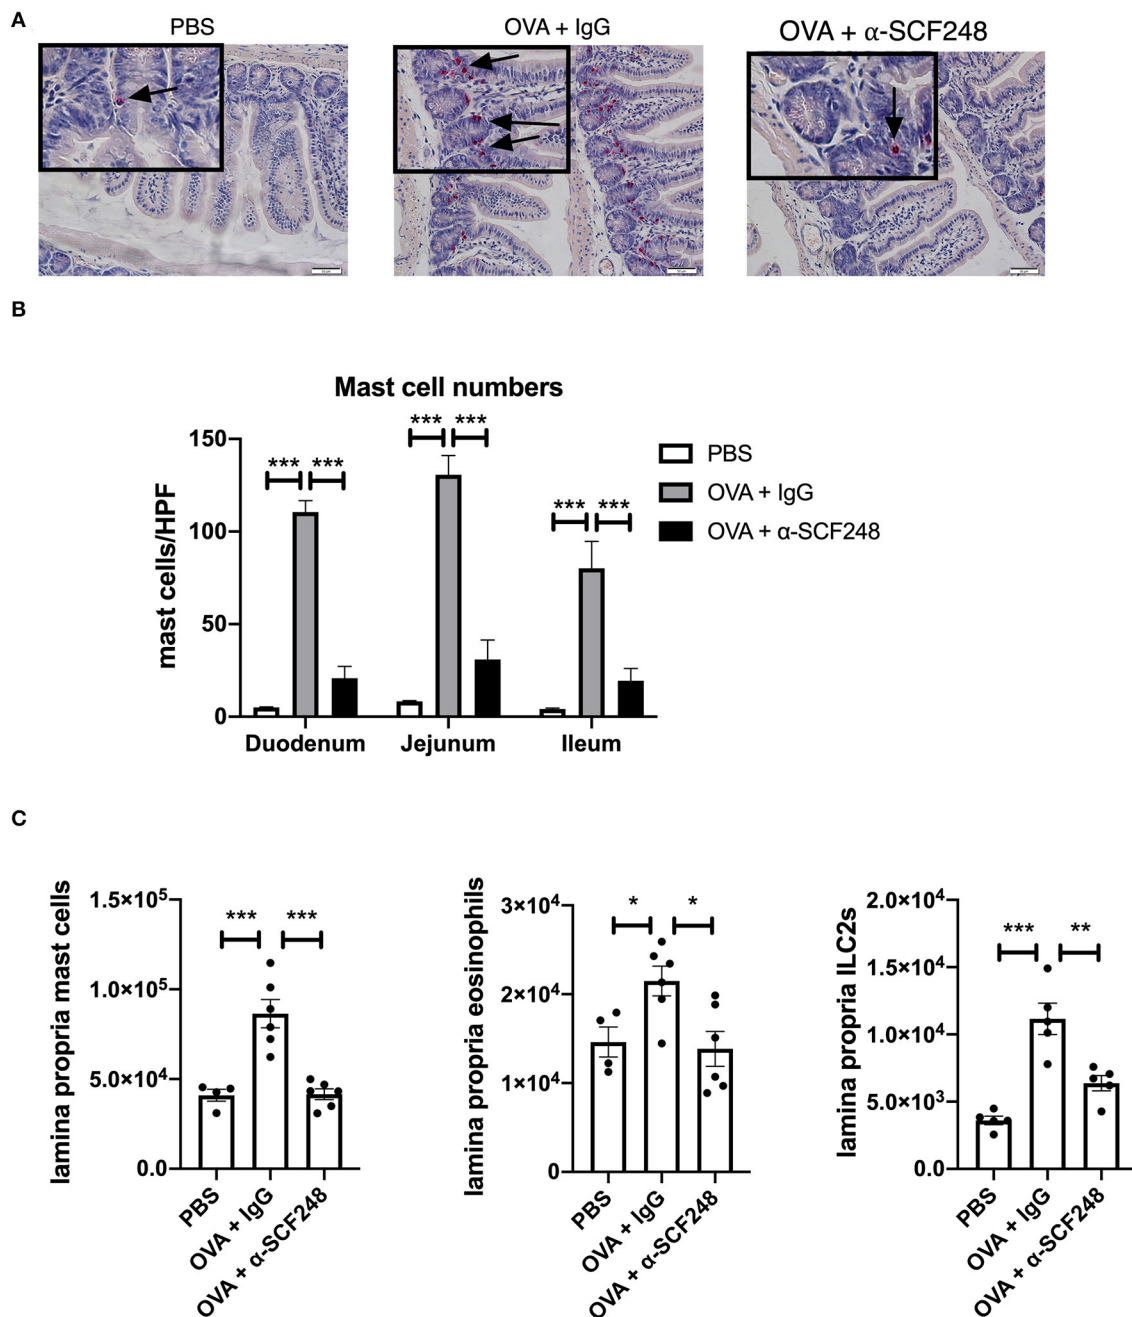 A
PBS
OVA + IgG
OVA + α-SCF248
B
Mast cell numbers
*** *** *** *** *** ***
mast cells/HPF
150
100
50
0
Duodenum Jejunum Ileum
PBS
OVA + IgG
OVA + α-SCF248
C
lamina propria mast cells
1.5×10⁵
1.0×10⁵
5.0×10⁴
0.0
*** ***
PBS
OVA + IgG
OVA + α-SCF248
lamina propria eosinophils
3×10⁴
2×10⁴
1×10⁴
0
* *
PBS
OVA + IgG
OVA + α-SCF248
lamina propria ILC2s
2.0×10⁴
1.5×10⁴
1.0×10⁴
5.0×10³
0.0
*** **
PBS
OVA + IgG
OVA + α-SCF248